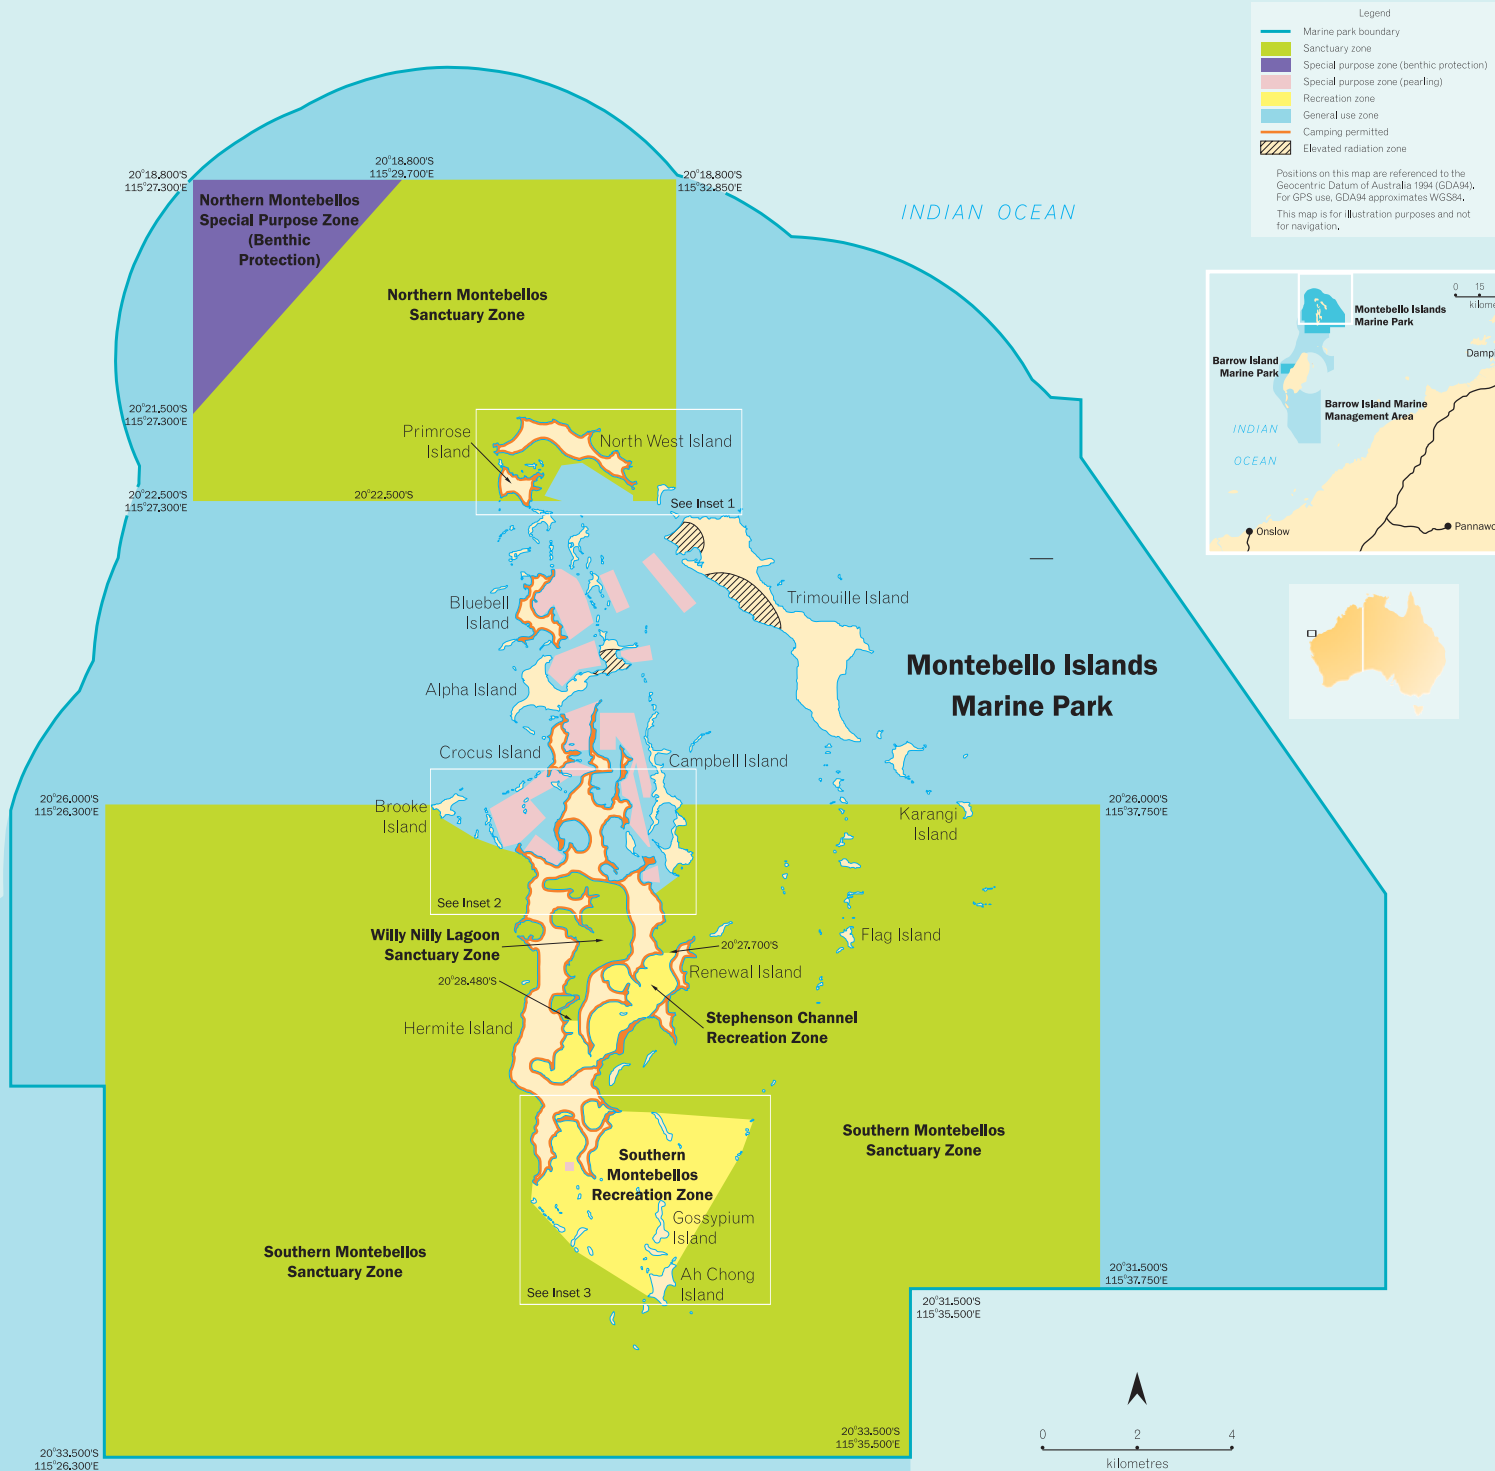 Legend
Marine park boundary
Sanctuary zone
Special purpose zone (benthic protection)
Special purpose zone (pearling)
Recreation zone
General use zone
Camping permitted
Elevated radiation zone
Positions on this map are referenced to the
Geocentric Datum of Australia 1994 (GDA94).
For GPS use, GDA94 approximates WGS84.
This map is for illustration purposes and not
for navigation.
20°18.800'S
115°27.300'E
20°18.800'S
115°29.700'E
20°18.800'S
115°32.850'E
Northern Montebellos
Special Purpose Zone
(Benthic
Protection)
INDIAN OCEAN
Northern Montebellos
Sanctuary Zone
0 15
Montebello Islands
Marine Park
Barrow Island
Marine Park
Barrow Island Marine
Management Area
INDIAN
OCEAN
Onslow
20°21.500'S
115°27.300'E
Primrose
Island
North West Island
20°22.500'S
115°27.300'E
20°22.500'S
See Inset 1
Bluebell
Island
Trimouille Island
Alpha Island
Montebello Islands
Marine Park
Crocus Island
Campbell Island
20°26.000'S
115°26.300'E
Brooke
Island
Karangi
Island
20°26.000'S
115°37.750'E
See Inset 2
Willy Nilly Lagoon
Sanctuary Zone
Flag Island
20°27.700'S
Renewal Island
20°28.480'S
Hermite Island
Stephenson Channel
Recreation Zone
Southern Montebellos
Sanctuary Zone
Southern
Montebellos
Recreation Zone
Gossypium
Island
Southern Montebellos
Sanctuary Zone
Ah Chong
Island
See Inset 3
20°31.500'S
115°37.750'E
20°31.500'S
115°35.500'E
20°33.500'S
115°35.500'E
20°33.500'S
115°26.300'E
0 2 4
kilometres